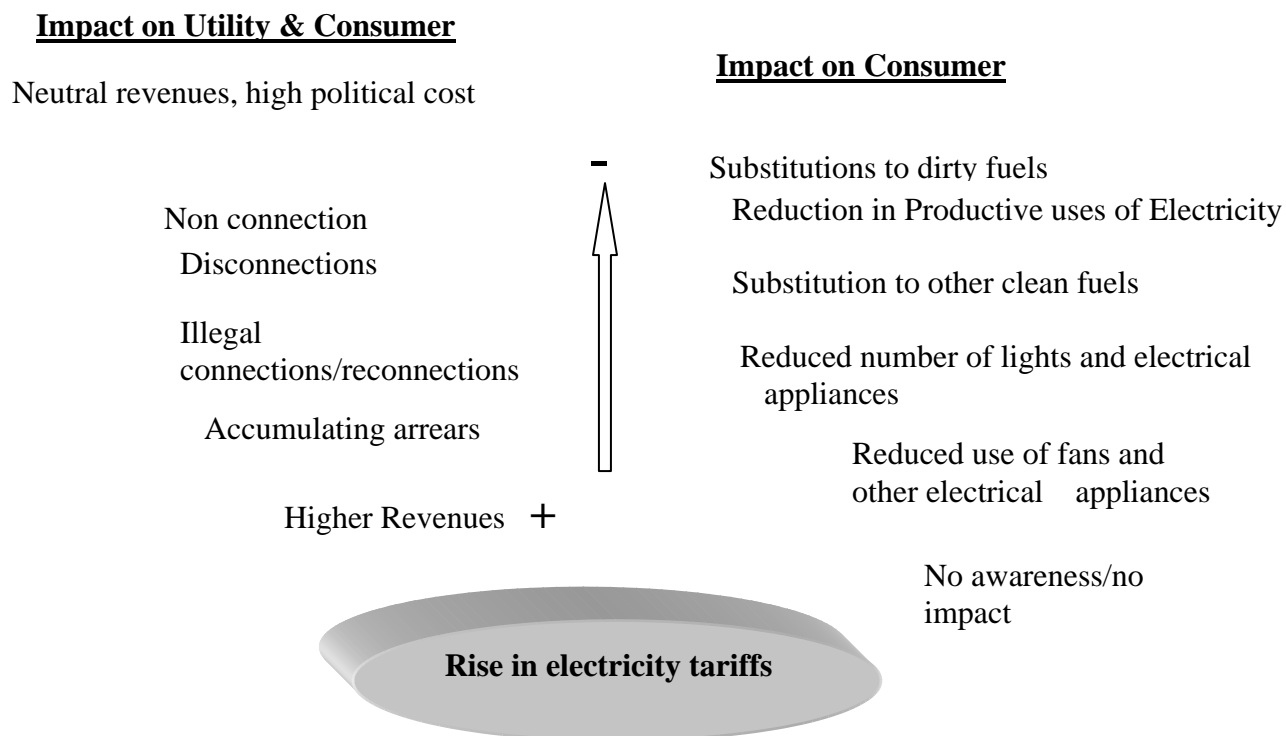 Impact on Utility & Consumer
Neutral revenues, high political cost
Non connection
Disconnections
Illegal
connections/reconnections
Accumulating arrears
Higher Revenues +
-
Impact on Consumer
Substitutions to dirty fuels
Reduction in Productive uses of Electricity
Substitution to other clean fuels
Reduced number of lights and electrical
appliances
Reduced use of fans and
other electrical appliances
No awareness/no
impact
Rise in electricity tariffs